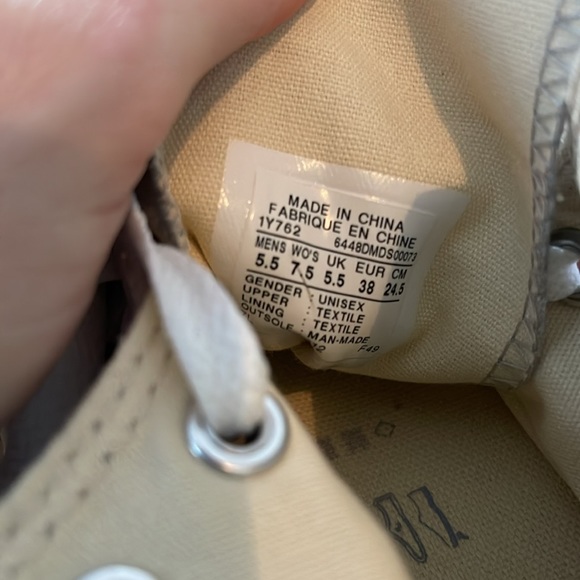 MADE IN CHINA
FABRIQUE EN CHINE
1Y762 6448DMDS00073
MENS WO'S UK EUR CM
5.5 7.5 5.5 38 24.5
GENDER : UNISEX
UPPER : TEXTILE
LINING : TEXTILE
OUTSOLE : MAN-MADE
F49